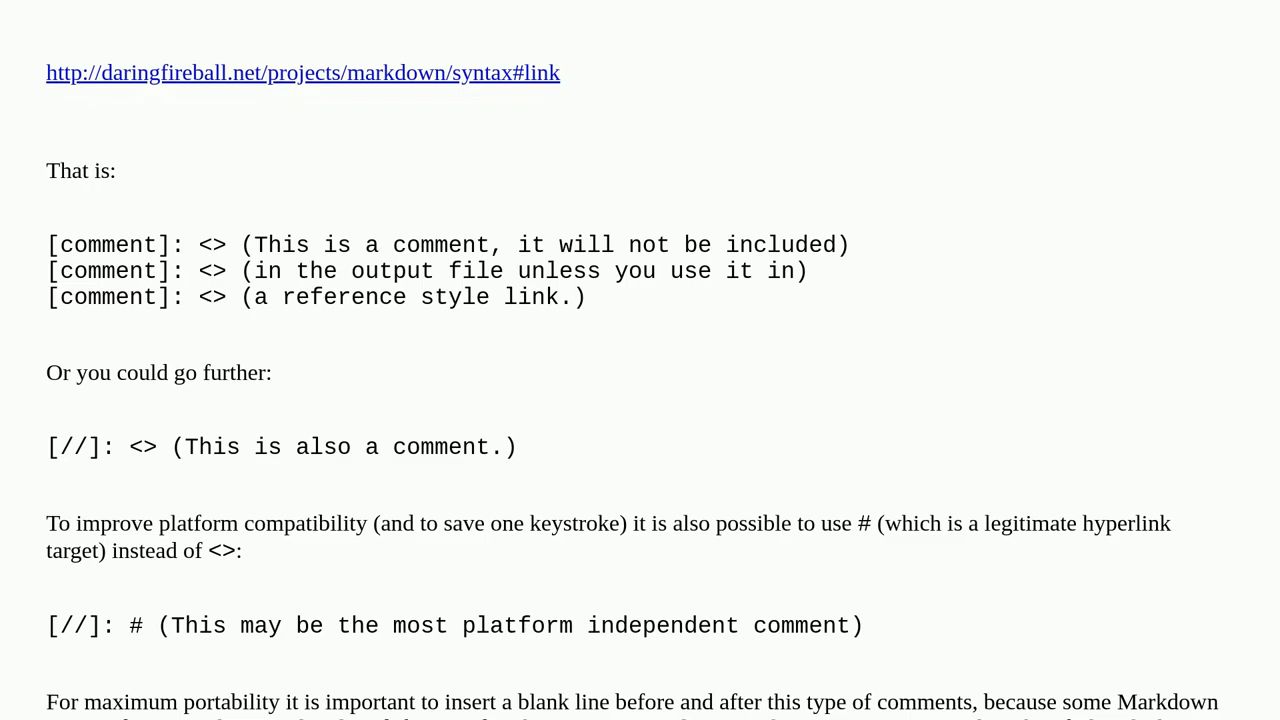 http://daringfireball.net/projects/markdown/syntax#link
That is:
[comment]: <> (This is a comment, it will not be included)
[comment]: <> (in the output file unless you use it in)
[comment]: <> (a reference style link.)
Or you could go further:
[//]: <> (This is also a comment.)
To improve platform compatibility (and to save one keystroke) it is also possible to use # (which is a legitimate hyperlink
target) instead of <>:
[//]: # (This may be the most platform independent comment)
For maximum portability it is important to insert a blank line before and after this type of comments, because some Markdown